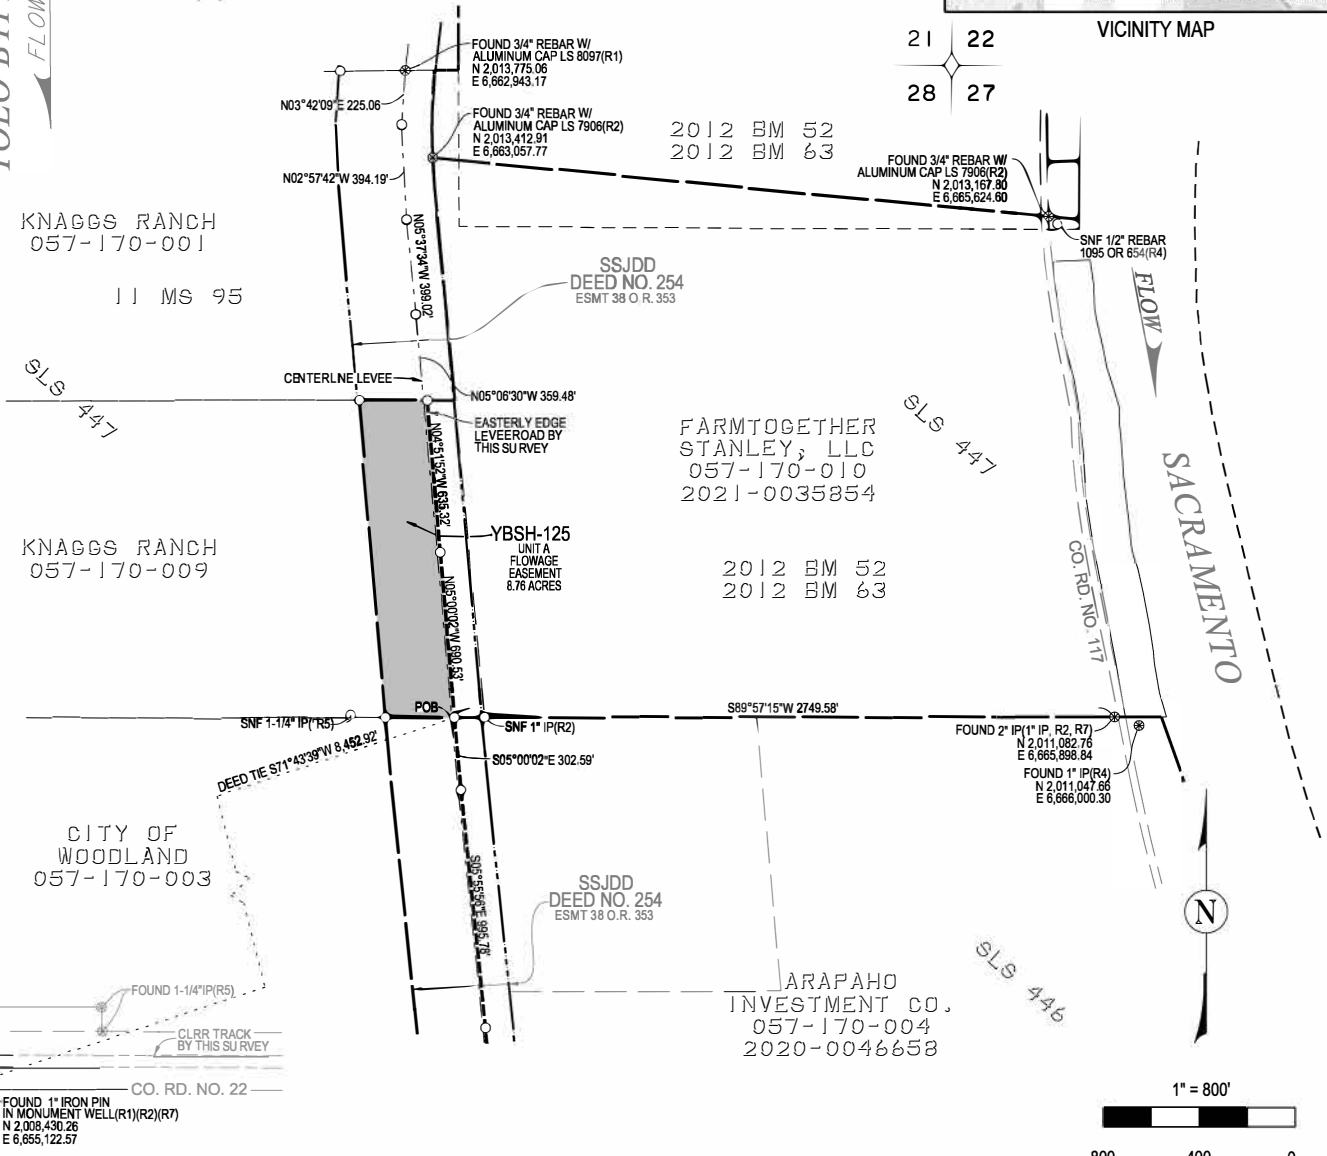 FLOW
VICINITY MAP
21 22
28 27
FOUND 3/4" REBAR W/
ALUMINUM CAP LS 8097(R1)
N 2,013,775.06
E 6,662,943.17
N03°42'09"E 225.06
FOUND 3/4" REBAR W/
ALUMINUM CAP LS 7906(R2)
N 2,013,412.91
E 6,663,057.77
2012 BM 52
2012 BM 63
FOUND 3/4" REBAR W/
ALUMINUM CAP LS 7906(R2)
N 2,013,167.80
E 6,665,624.60
N02°57'42"W 394.19'
KNAGGS RANCH
057-170-001
11 MS 95
N05°37'34"W 399.02'
SNF 1/2" REBAR
1095 OR 654(R4)
SSJDD
DEED NO. 254
ESMT 38 O.R. 353
FLOW
SLS 447
CENTERLINE LEVEE
N05°06'30"W 359.48'
EASTERLY EDGE
LEVEEROAD BY
THIS SURVEY
N04°51'52"W 635.32'
FARMTOGETHER
STANLEY, LLC
057-170-010
2021-0035854
SLS 447
SACRAMENTO
YBSH-125
UNIT A
FLOWAGE
EASEMENT
8.76 ACRES
KNAGGS RANCH
057-170-009
2012 BM 52
2012 BM 63
CO. RD. NO. 117
N05°00'02"W 690.53'
SNF 1-1/4" IP("R5)
POB
SNF 1" IP(R2)
S89°57'15"W 2749.58'
FOUND 2" IP(1" IP, R2, R7)
N 2,011,082.76
E 6,665,898.84
FOUND 1" IP(R4)
N 2,011,047.66
E 6,666,000.30
DEED TIE S71°43'39"W 8,452.92'
S05°00'02"E 302.59'
CITY OF
WOODLAND
057-170-003
S05°55'56"E 995.78'
SSJDD
DEED NO. 254
ESMT 38 O.R. 353
N
SLS 446
ARAPAHO
INVESTMENT CO.
057-170-004
2020-0046658
FOUND 1-1/4"IP(R5)
CLRR TRACK
BY THIS SURVEY
CO. RD. NO. 22
FOUND 1" IRON PIN
IN MONUMENT WELL(R1)(R2)(R7)
N 2,008,430.26
E 6,655,122.57
1" = 800'
800 400 0